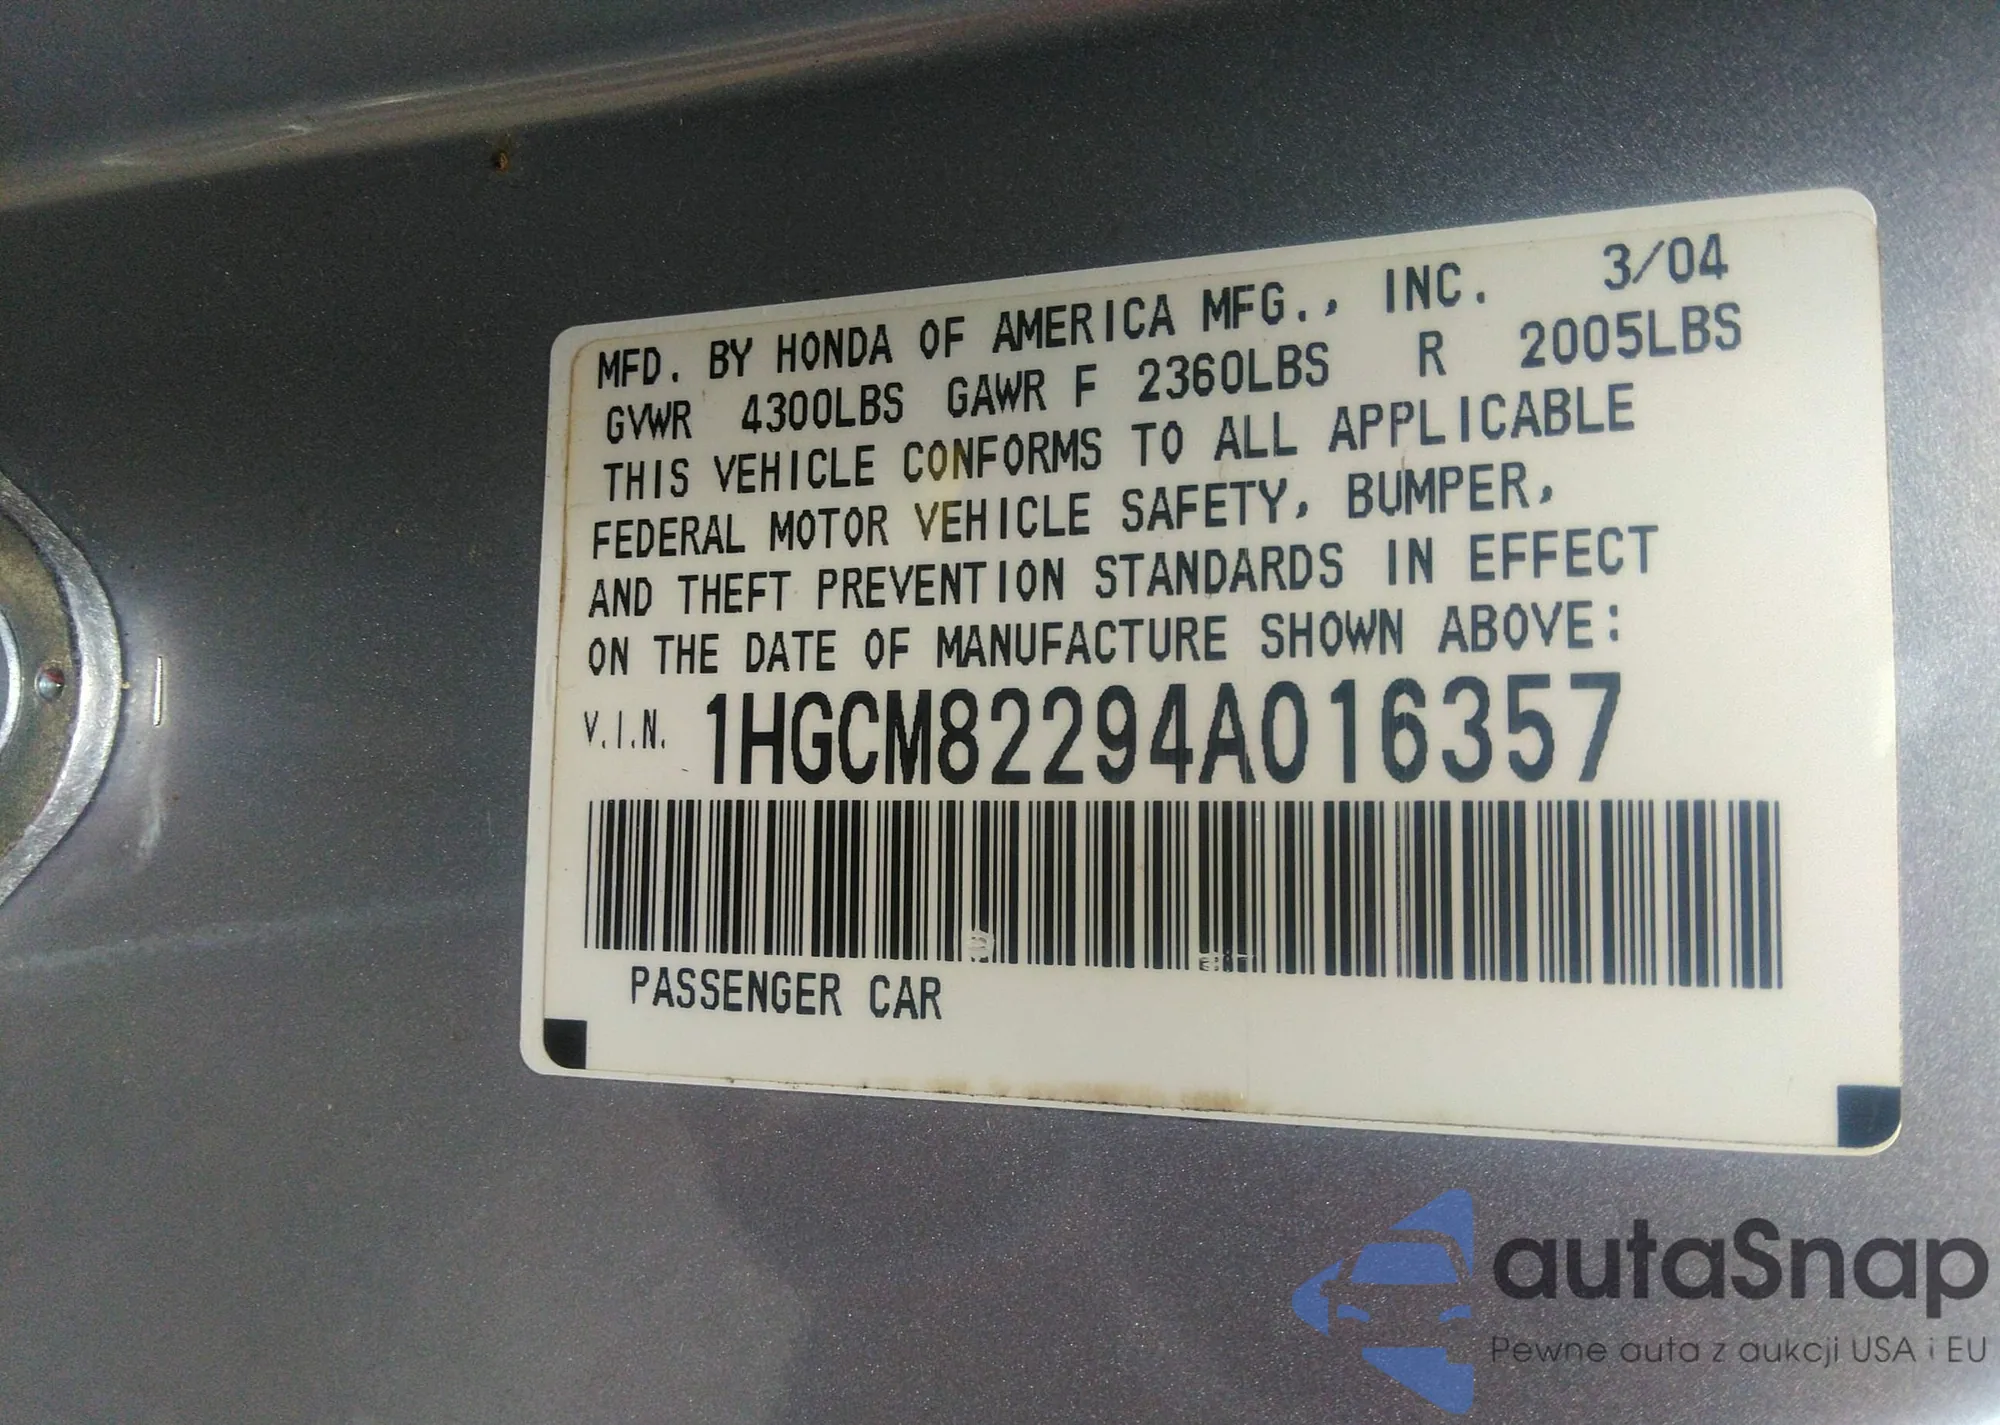 MFD. BY HONDA OF AMERICA MFG., INC. 3/04
GVWR 4300LBS GAWR F 2360LBS R 2005LBS
THIS VEHICLE CONFORMS TO ALL APPLICABLE
FEDERAL MOTOR VEHICLE SAFETY, BUMPER,
AND THEFT PREVENTION STANDARDS IN EFFECT
ON THE DATE OF MANUFACTURE SHOWN ABOVE:
V.I.N. 1HGCM82294A016357
PASSENGER CAR
autaSnap
Pewne auta z aukcji USA i EU